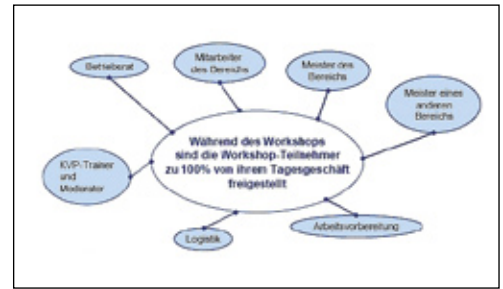 Betriebsrat
Mitarbeiter
des Bereichs
Meister des
Bereichs
Meister eines
anderen
Bereichs
Während des Workshops
sind die Workshop-Teilnehmer
zu 100% von ihrem Tagesgeschäft
freigestellt
KVP-Trainer
und
Moderator
Logistik
Arbeitsvorbereitung